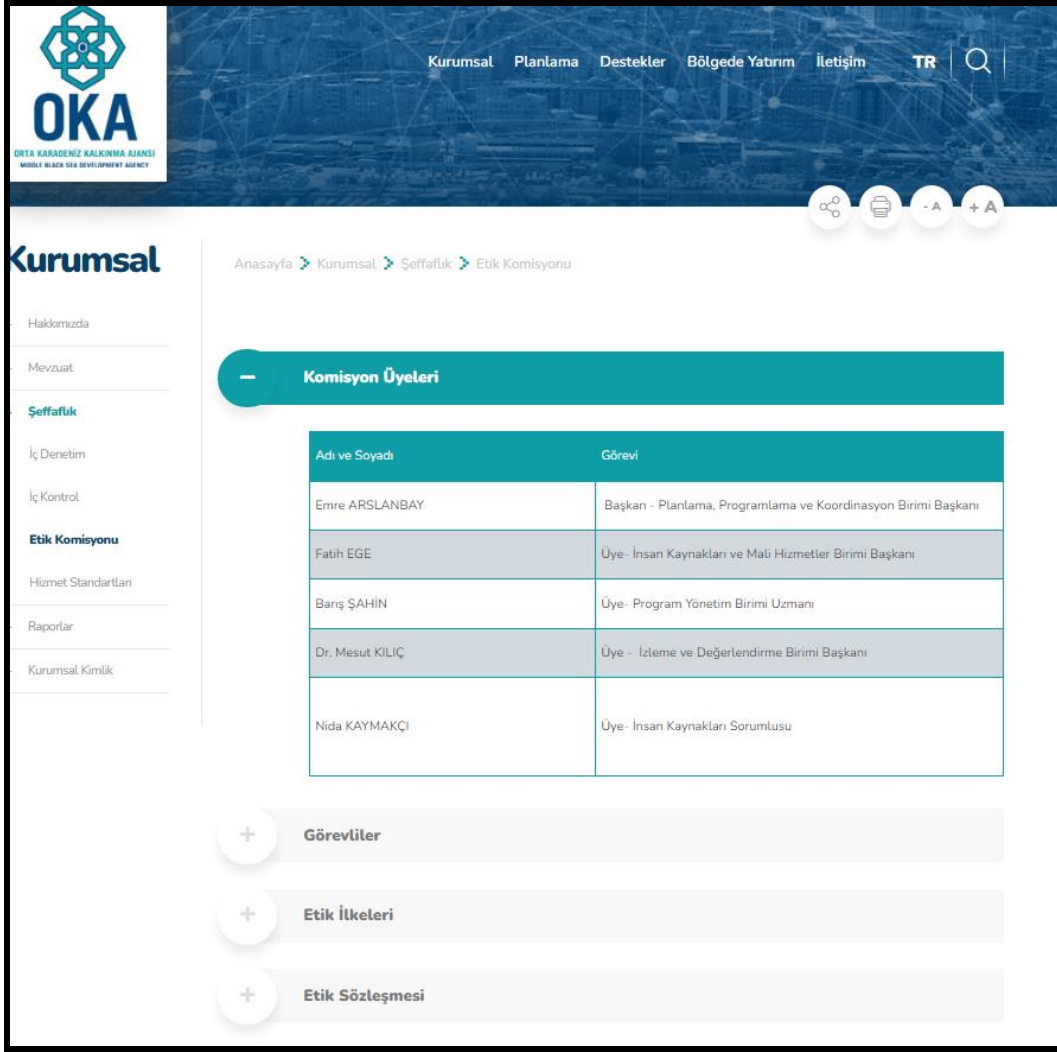 OKA
ORTA KARADENİZ KALKINMA AJANSI
MIDDLE BLACK SEA DEVELOPMENT AGENCY
Kurumsal Planlama Destekler Bölgede Yatırım İletişim TR
- A + A
Kurumsal
Hakkımızda
Mevzuat
Şeffaflık
İç Denetim
İç Kontrol
Etik Komisyonu
Hizmet Standartları
Raporlar
Kurumsal Kimlik
Anasayfa Kurumsal Şeffaflık Etik Komisyonu
Komisyon Üyeleri
Adı ve Soyadı Görevi
Emre ARSLANBAY Başkan - Planlama, Programlama ve Koordinasyon Birimi Başkanı
Fatih EGE Üye- İnsan Kaynakları ve Mali Hizmetler Birimi Başkanı
Barış ŞAHİN Üye- Program Yönetim Birimi Uzmanı
Dr. Mesut KILIÇ Üye - İzleme ve Değerlendirme Birimi Başkanı
Nida KAYMAKÇI Üye- İnsan Kaynakları Sorumlusu
Görevliler
Etik İlkeleri
Etik Sözleşmesi